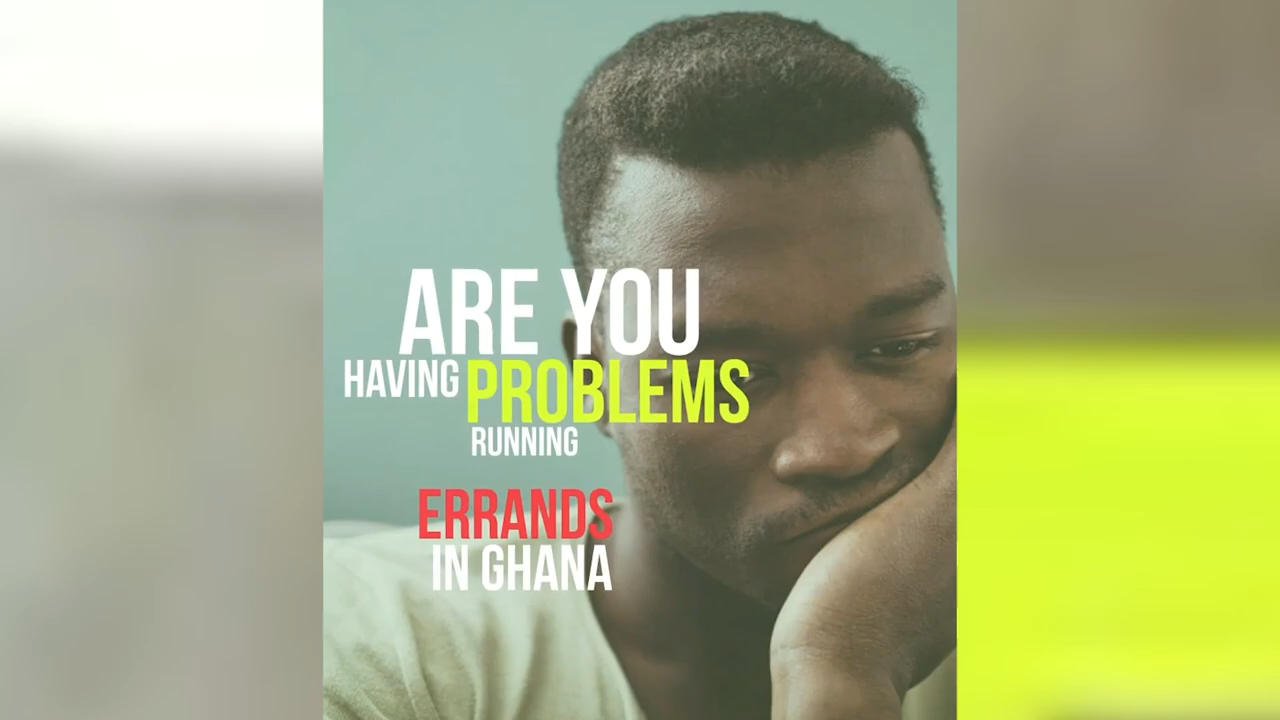 ARE YOU
HAVING PROBLEMS
RUNNING
ERRANDS
IN GHANA